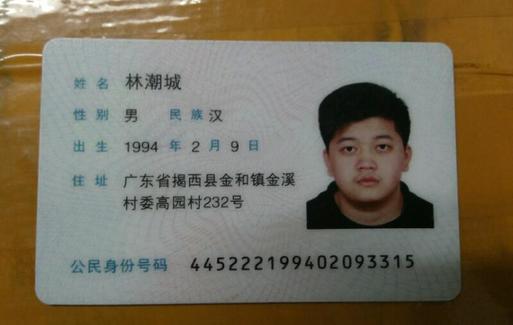 姓名 林潮城
性别 男 民族 汉
出生 1994 年 2 月 9 日
住址 广东省揭西县金和镇金溪
村委高园村232号
公民身份号码 445222199402093315